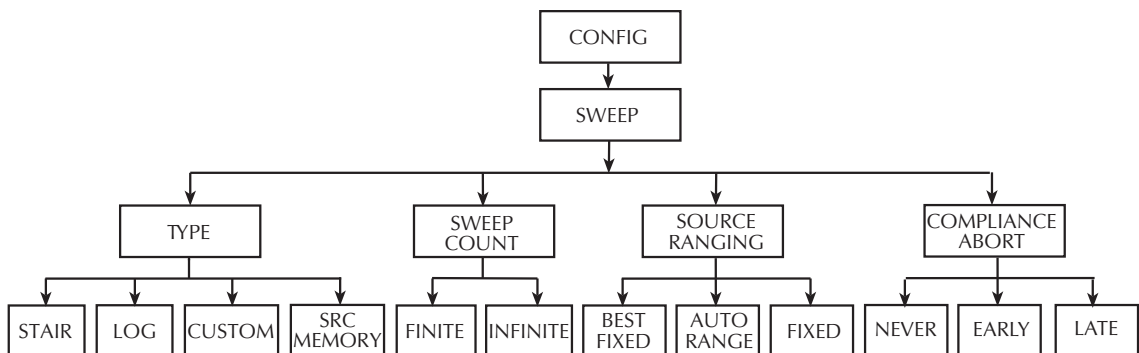 CONFIG
SWEEP
TYPE
SWEEP
COUNT
SOURCE
RANGING
COMPLIANCE
ABORT
STAIR
LOG
CUSTOM
SRC
MEMORY
FINITE
INFINITE
BEST
FIXED
AUTO
RANGE
FIXED
NEVER
EARLY
LATE